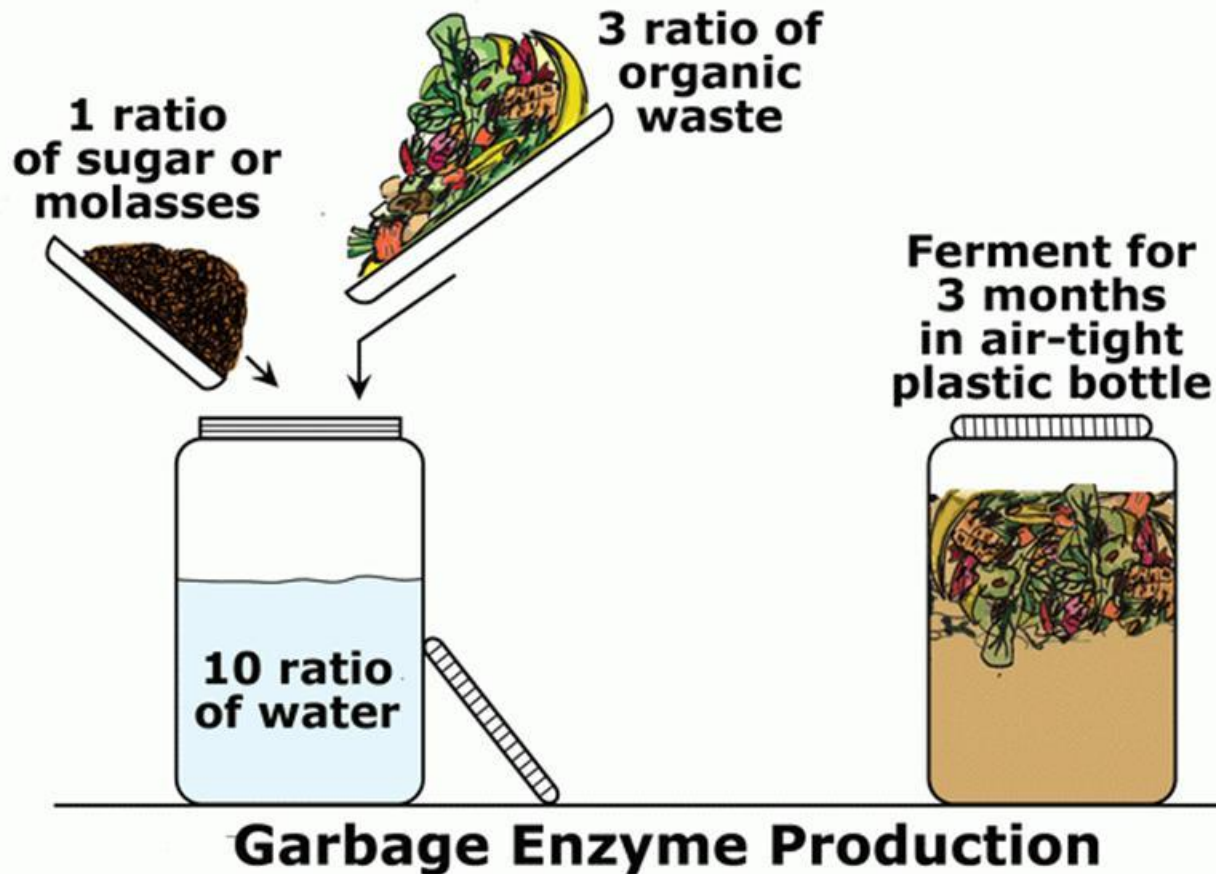 1 ratio
of sugar or
molasses
3 ratio of
organic
waste
Ferment for
3 months
in air-tight
plastic bottle
10 ratio
of water
Garbage Enzyme Production